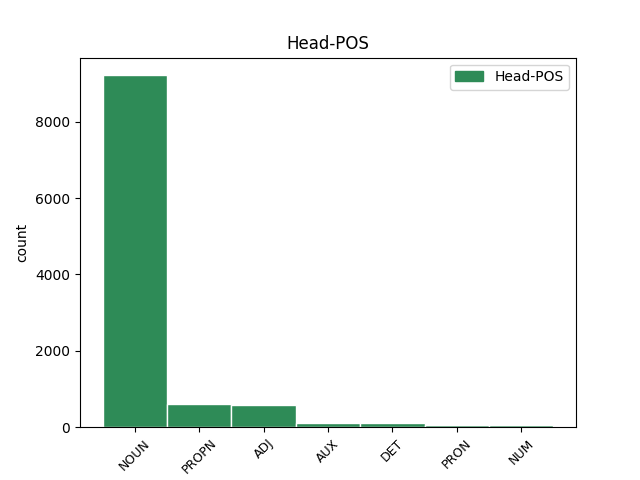 Head-POS
Head-POS
8000
6000
4000
2000
0
count
NOUN
PROPN
ADJ
AUX
DET
PRON
NUM